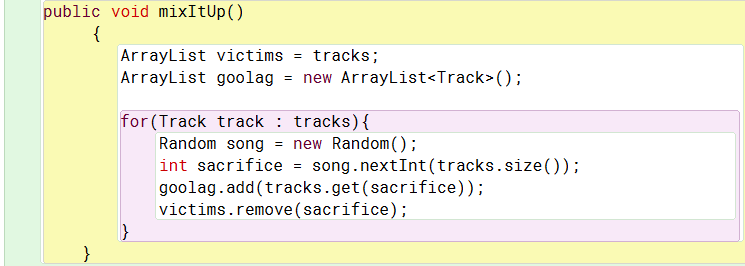 public void mixItUp()
{
ArrayList victims = tracks;
ArrayList goolag = new ArrayList<Track>();
for(Track track : tracks){
Random song = new Random();
int sacrifice = song.nextInt(tracks.size());
goolag.add(tracks.get(sacrifice));
victims.remove(sacrifice);
}
}